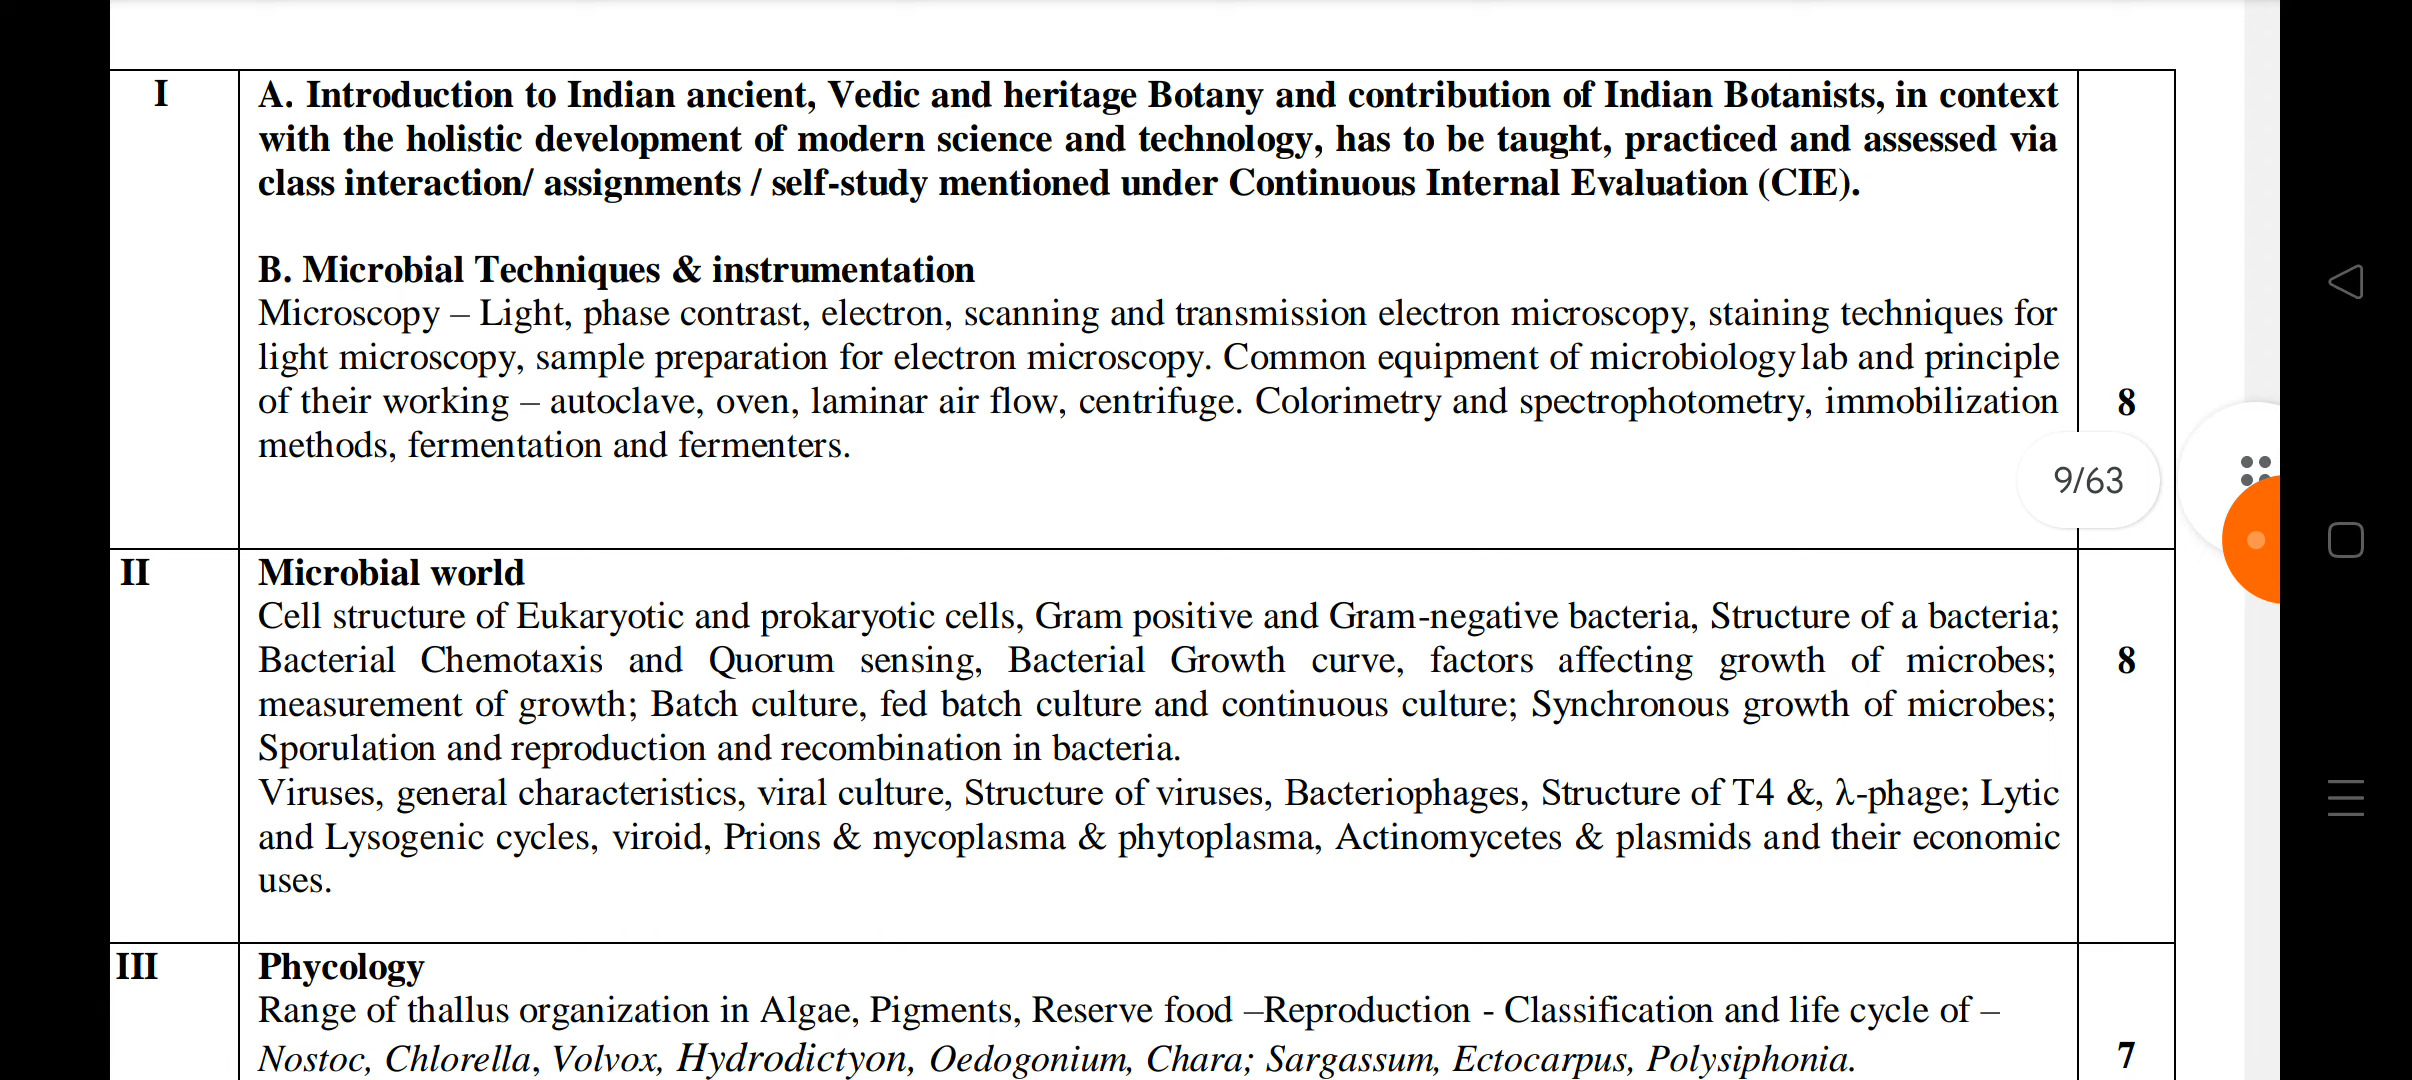 I
A. Introduction to Indian ancient, Vedic and heritage Botany and contribution of Indian Botanists, in context
with the holistic development of modern science and technology, has to be taught, practiced and assessed via
class interaction/ assignments / self-study mentioned under Continuous Internal Evaluation (CIE).
B. Microbial Techniques & instrumentation
Microscopy – Light, phase contrast, electron, scanning and transmission electron microscopy, staining techniques for
light microscopy, sample preparation for electron microscopy. Common equipment of microbiology lab and principle
of their working – autoclave, oven, laminar air flow, centrifuge. Colorimetry and spectrophotometry, immobilization
methods, fermentation and fermenters.
8
9/63
II
Microbial world
Cell structure of Eukaryotic and prokaryotic cells, Gram positive and Gram-negative bacteria, Structure of a bacteria;
Bacterial Chemotaxis and Quorum sensing, Bacterial Growth curve, factors affecting growth of microbes;
measurement of growth; Batch culture, fed batch culture and continuous culture; Synchronous growth of microbes;
Sporulation and reproduction and recombination in bacteria.
Viruses, general characteristics, viral culture, Structure of viruses, Bacteriophages, Structure of T4 &, λ-phage; Lytic
and Lysogenic cycles, viroid, Prions & mycoplasma & phytoplasma, Actinomycetes & plasmids and their economic
uses.
8
III
Phycology
Range of thallus organization in Algae, Pigments, Reserve food –Reproduction - Classification and life cycle of –
Nostoc, Chlorella, Volvox, Hydrodictyon, Oedogonium, Chara; Sargassum, Ectocarpus, Polysiphonia.
7